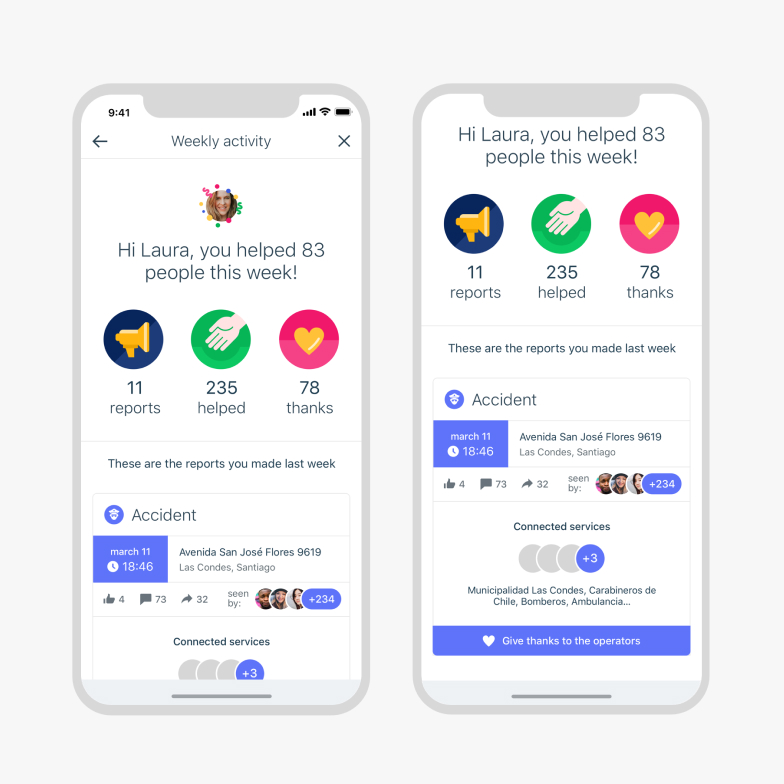 9:41
Weekly activity
Hi Laura, you helped 83
people this week!
11
reports
235
helped
78
thanks
These are the reports you made last week
Accident
march 11
18:46
Avenida San José Flores 9619
Las Condes, Santiago
4
73
32
seen
by:
+234
Connected services
+3
Hi Laura, you helped 83
people this week!
11
reports
235
helped
78
thanks
These are the reports you made last week
Accident
march 11
18:46
Avenida San José Flores 9619
Las Condes, Santiago
4
73
32
seen
by:
+234
Connected services
+3
Municipalidad Las Condes, Carabineros de
Chile, Bomberos, Ambulancia...
Give thanks to the operators